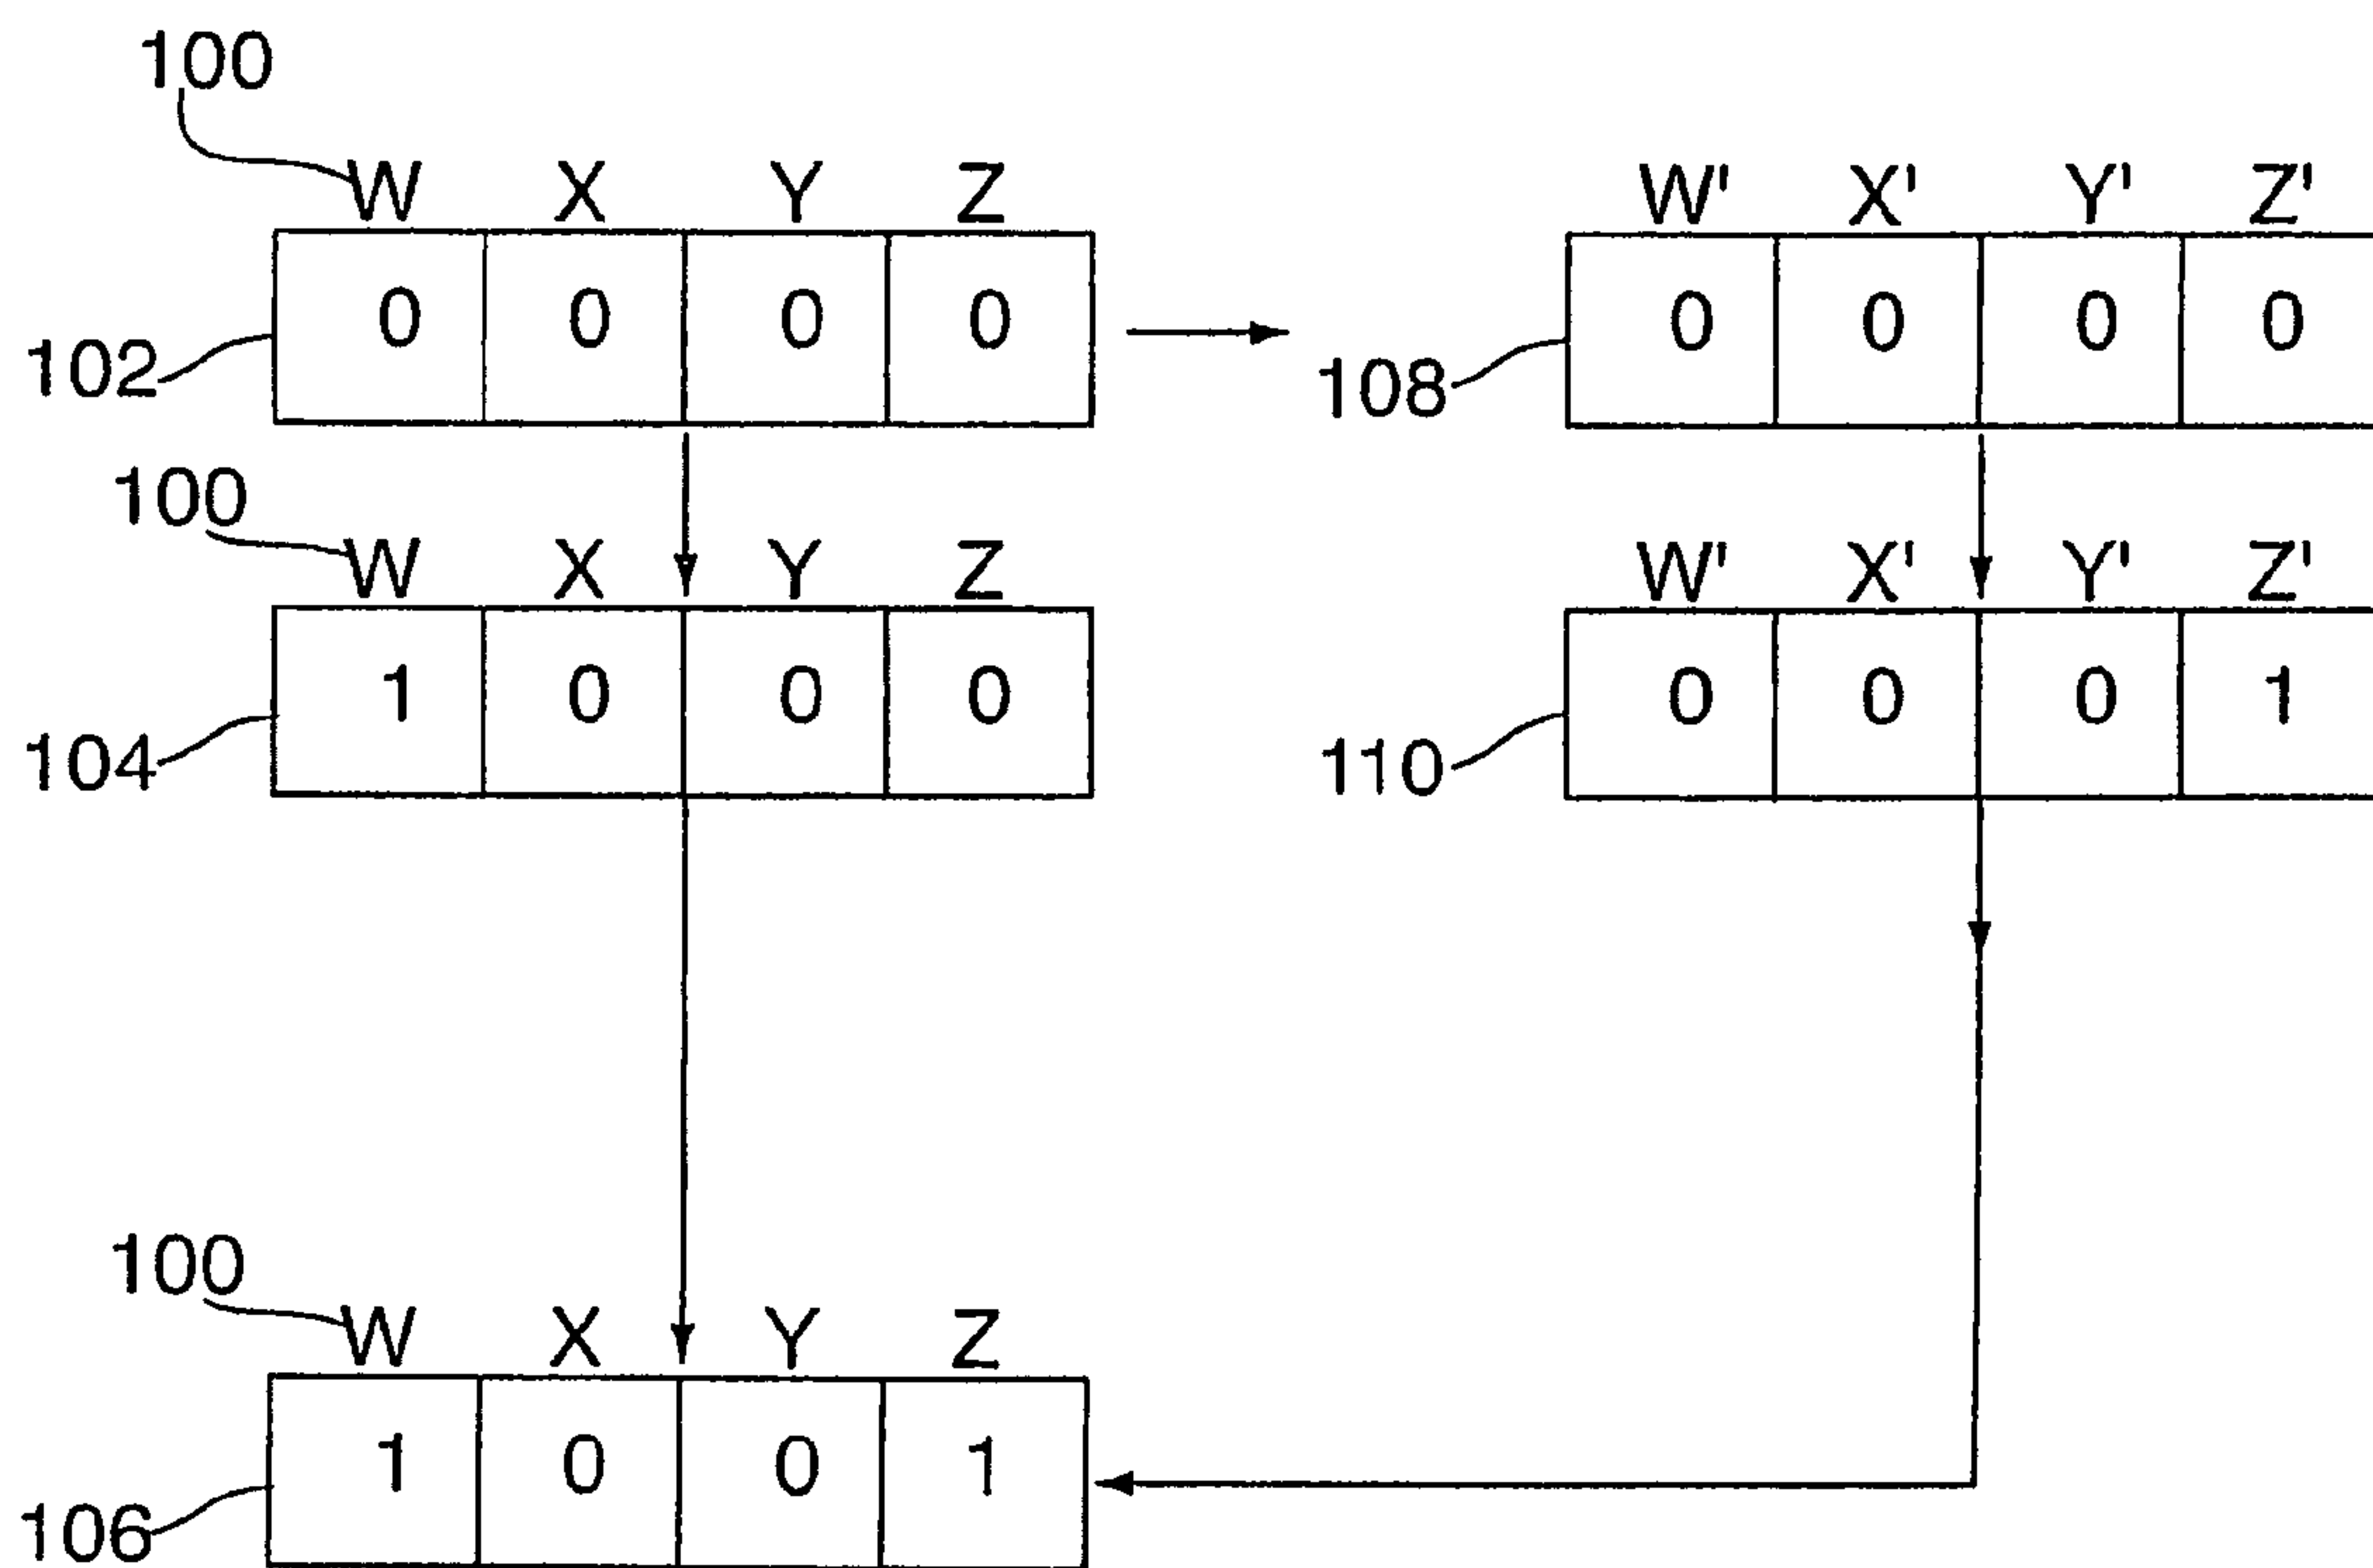 100
W X Y Z W' X' Y' Z'
0 0 0 0 0 0 0 0
102 108
100
W X Y Z W' X' Y' Z'
1 0 0 0 0 0 0 1
104 110
100
W X Y Z
1 0 0 1
106